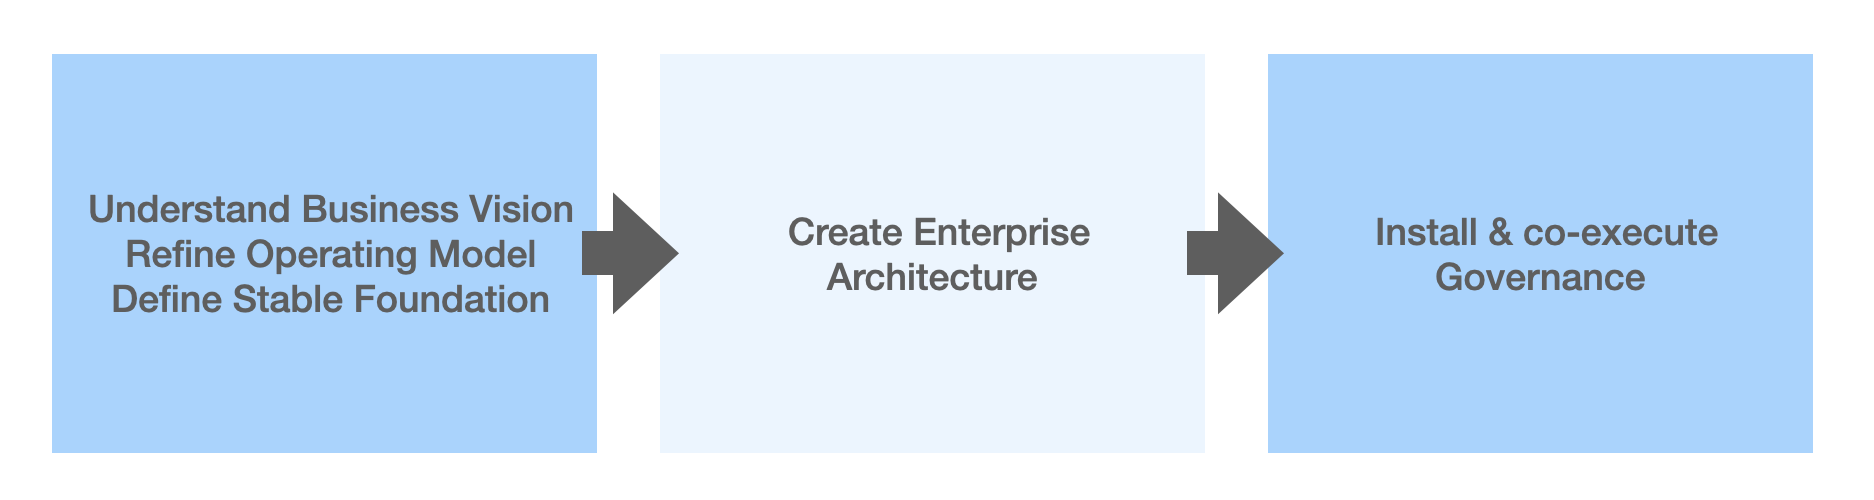 Understand Business Vision
Refine Operating Model
Define Stable Foundation
Create Enterprise
Architecture
Install & co-execute
Governance